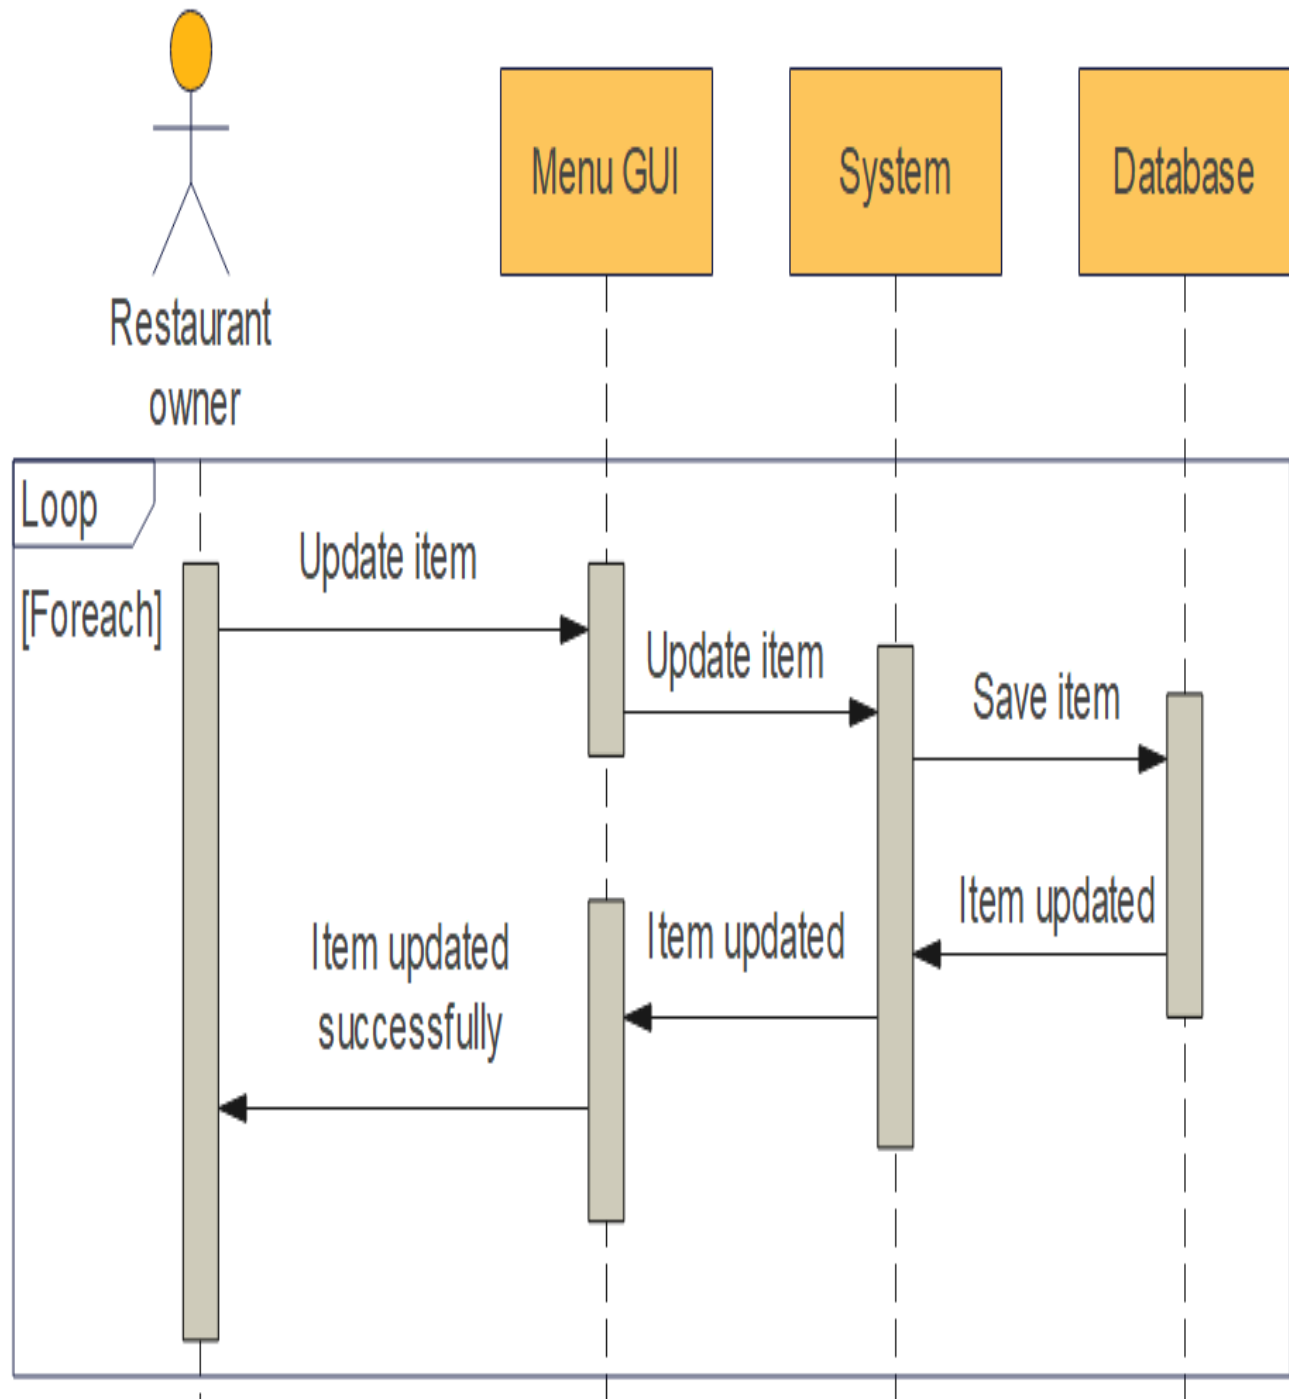 Menu GUI
System
Database
Restaurant
owner
Loop
[Foreach]
Update item
Update item
Save item
Item updated
Item updated
Item updated
successfully